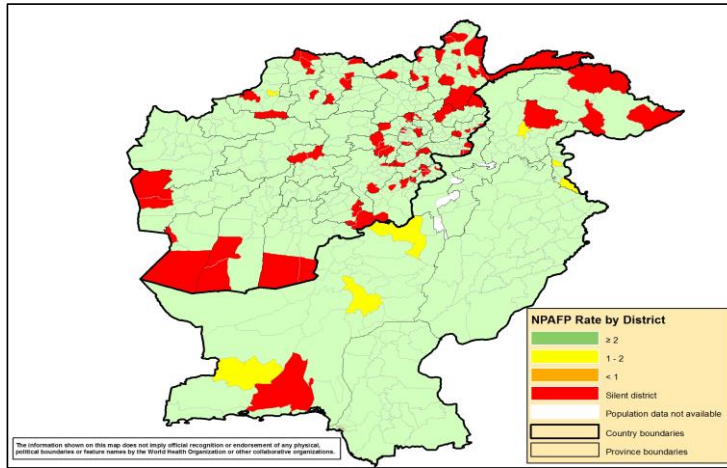 NPAFP Rate by District
≥ 2
1 - 2
< 1
Silent district
Population data not available
Country boundaries
Province boundaries
The information shown on this map does not imply official recognition or endorsement of any physical,
political boundaries or feature names by the World Health Organization or other collaborative organizations.